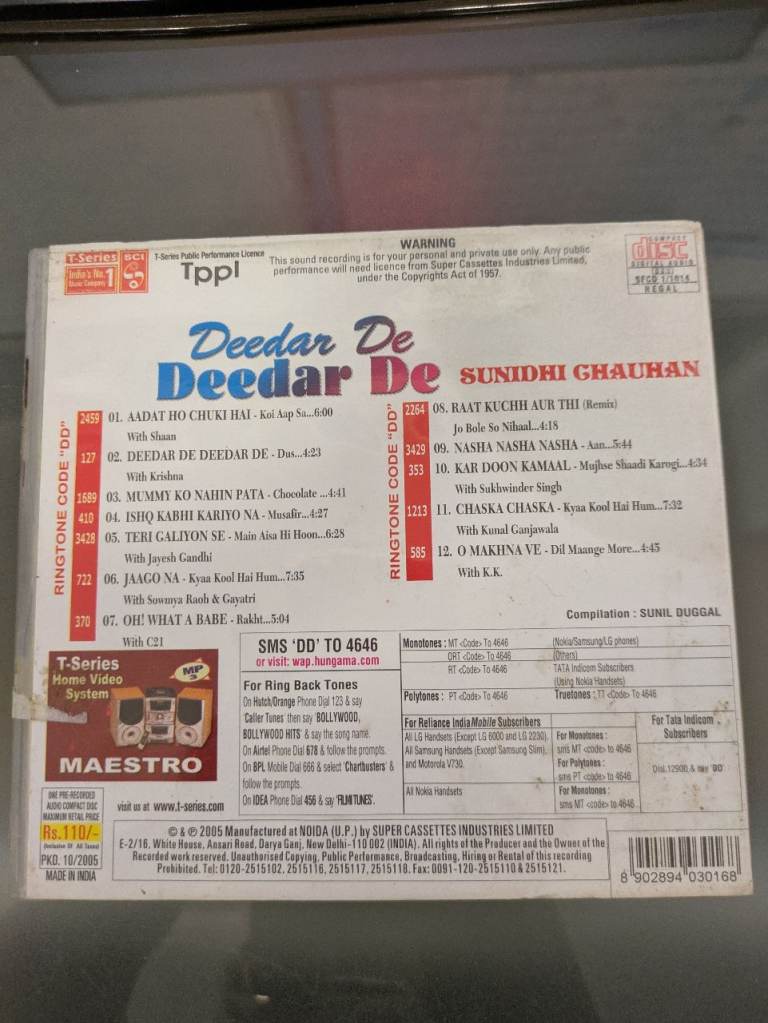 T-Series
India's No. 1
Music Company
SCI
T-Series Public Performance Licence
Tppl
WARNING
This sound recording is for your personal and private use only. Any public
performance will need licence from Super Cassettes Industries Limited,
under the Copyrights Act of 1957.
COMPACT
disc
DIGITAL AUDIO
SFCD 1/1016
REGAL
Deedar De
Deedar De
SUNIDHI CHAUHAN
RINGTONE CODE "DD"
2459 01. AADAT HO CHUKI HAI - Koi Aap Sa...6:00
With Shaan
127 02. DEEDAR DE DEEDAR DE - Dus...4:23
With Krishna
1689 03. MUMMY KO NAHIN PATA - Chocolate ...4:41
410 04. ISHQ KABHI KARIYO NA - Musafir...4:27
3428 05. TERI GALIYON SE - Main Aisa Hi Hoon...6:28
With Jayesh Gandhi
722 06. JAAGO NA - Kyaa Kool Hai Hum...7:35
With Sowmya Raoh & Gayatri
370 07. OH! WHAT A BABE - Rakht...5:04
With C21
RINGTONE CODE "DD"
2264 08. RAAT KUCHH AUR THI (Remix)
Jo Bole So Nihaal...4:18
3429 09. NASHA NASHA NASHA - Aan...5:44
353 10. KAR DOON KAMAAL - Mujhse Shaadi Karogi...4:34
With Sukhwinder Singh
1213 11. CHASKA CHASKA - Kyaa Kool Hai Hum...7:32
With Kunal Ganjawala
585 12. O MAKHNA VE - Dil Maange More...4:45
With K.K.
Compilation : SUNIL DUGGAL
T-Series
Home Video
System
MP3
MAESTRO
SMS 'DD' TO 4646
or visit: wap.hungama.com
For Ring Back Tones
On Hutch/Orange Phone Dial 123 & say
'Caller Tunes' then say 'BOLLYWOOD,
BOLLYWOOD HITS' & say the song name.
On Airtel Phone Dial 678 & follow the prompts.
On BPL Mobile Dial 666 & select 'Chartbusters' &
follow the prompts.
On IDEA Phone Dial 456 & say 'FILMI TUNES'.
Monotones : MT <Code> To 4646 (Nokia/Samsung/LG phones)
ORT <Code> To 4646 (Others)
RT <Code> To 4646 TATA Indicom Subscribers
(Using Nokia Handsets)
Polytones : PT <Code> To 4646 Truetones : TT <Code> To 4646
For Reliance IndiaMobile Subscribers
All LG Handsets (Except LG 6000 and LG 2230),
All Samsung Handsets (Except Samsung Slim),
and Motorola V730.
For Monotones :
sms MT <code> to 4646
For Polytones :
sms PT <code> to 4646
All Nokia Handsets
For Monotones :
sms MT <code> to 4646
For Tata Indicom
Subscribers
Dial 12900 & say 'DD'
ONE PRE-RECORDED
AUDIO COMPACT DISC
MAXIMUM RETAIL PRICE
Rs.110/-
(Inclusive Of All Taxes)
PKD. 10/2005
MADE IN INDIA
visit us at www.t-series.com
© & ℗ 2005 Manufactured at NOIDA (U.P.) by SUPER CASSETTES INDUSTRIES LIMITED
E-2/16, White House, Ansari Road, Darya Ganj, New Delhi-110 002 (INDIA). All rights of the Producer and the Owner of the
Recorded work reserved. Unauthorised Copying, Public Performance, Broadcasting, Hiring or Rental of this recording
Prohibited. Tel: 0120-2515102, 2515116, 2515117, 2515118. Fax: 0091-120-2515110 & 2515121.
8 902894 030168